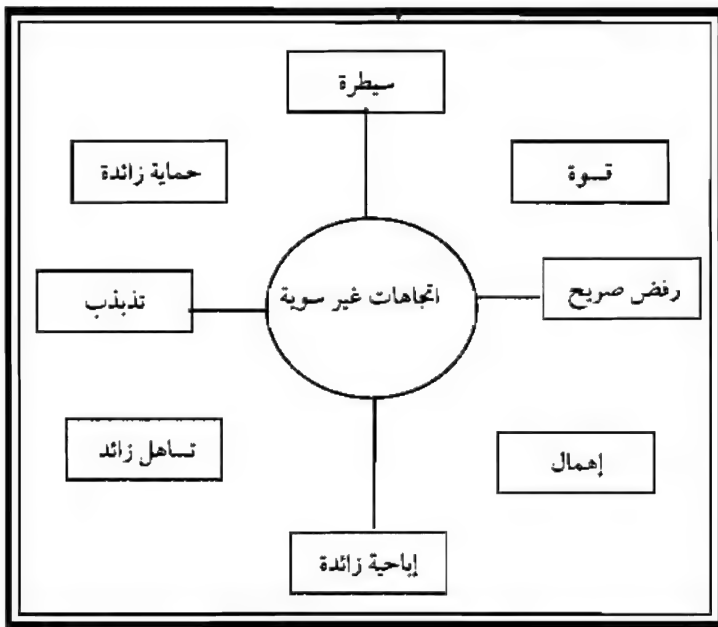 سيطرة
حماية زائدة
قسوة
اتجاهات غير سوية
رفض صريح
تذبذب
تساهل زائد
إهمال
إباحية زائدة